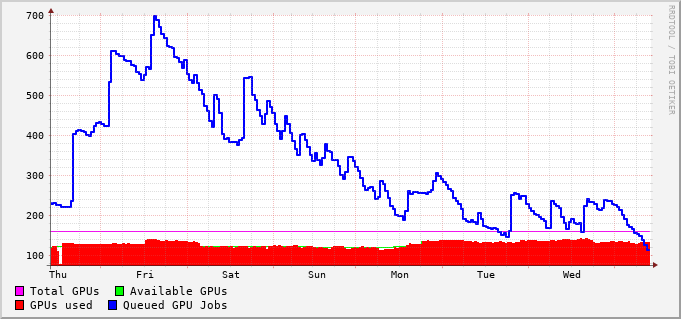 700
600
500
400
300
200
100
Thu Fri Sat Sun Mon Tue Wed
Total GPUs Available GPUs
GPUs used Queued GPU Jobs
RRDTOOL / TOBI OETIKER